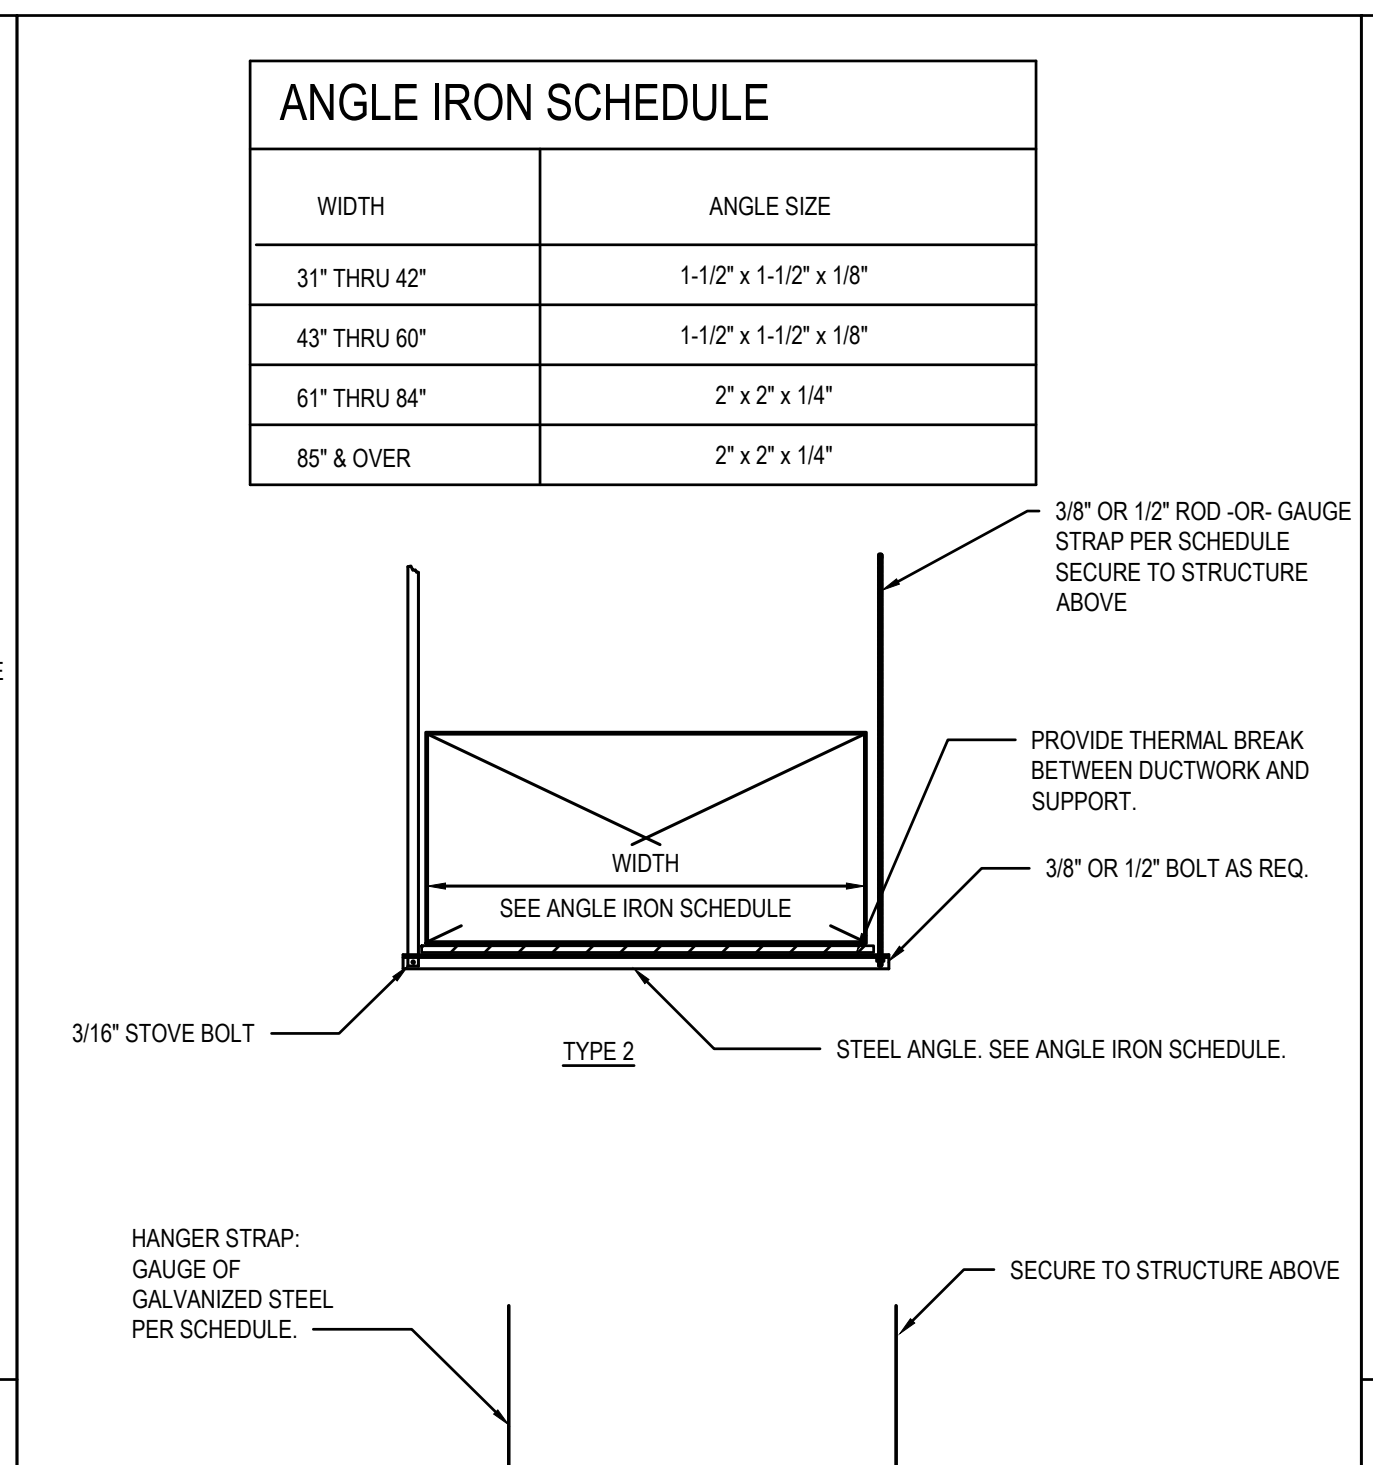 ANGLE IRON SCHEDULE
WIDTH ANGLE SIZE
31" THRU 42" 1-1/2" x 1-1/2" x 1/8"
43" THRU 60" 1-1/2" x 1-1/2" x 1/8"
61" THRU 84" 2" x 2" x 1/4"
85" & OVER 2" x 2" x 1/4"
3/8" OR 1/2" ROD -OR- GAUGE
STRAP PER SCHEDULE
SECURE TO STRUCTURE
ABOVE
PROVIDE THERMAL BREAK
BETWEEN DUCTWORK AND
SUPPORT.
WIDTH
3/8" OR 1/2" BOLT AS REQ.
SEE ANGLE IRON SCHEDULE
3/16" STOVE BOLT
TYPE 2
STEEL ANGLE. SEE ANGLE IRON SCHEDULE.
HANGER STRAP:
GAUGE OF
GALVANIZED STEEL
PER SCHEDULE.
SECURE TO STRUCTURE ABOVE